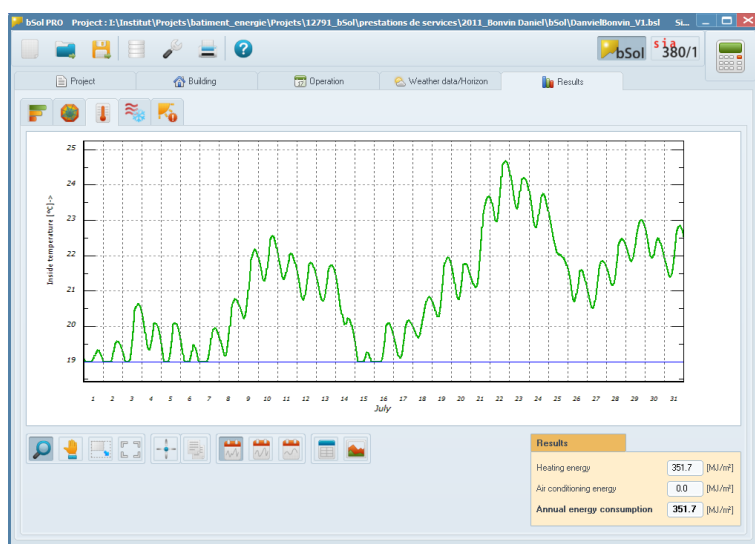 bSol PRO Project : I:\Institut\Projets\batiment_energie\Projets\12791_bSol\prestations de services\2011_Bonvin Daniel\bSol\DanvielBonvin_V1.bsl Si...
bSol
sia 380/1
Project
Building
Operation
Weather data/Horizon
Results
25
24
23
22
21
20
19
Inside temperature [°C]->
1 2 3 4 5 6 7 8 9 10 11 12 13 14 15 16 17 18 19 20 21 22 23 24 25 26 27 28 29 30 31
July
Results
Heating energy 351.7 [MJ/m²]
Air conditioning energy 0.0 [MJ/m²]
Annual energy consumption 351.7 [MJ/m²]